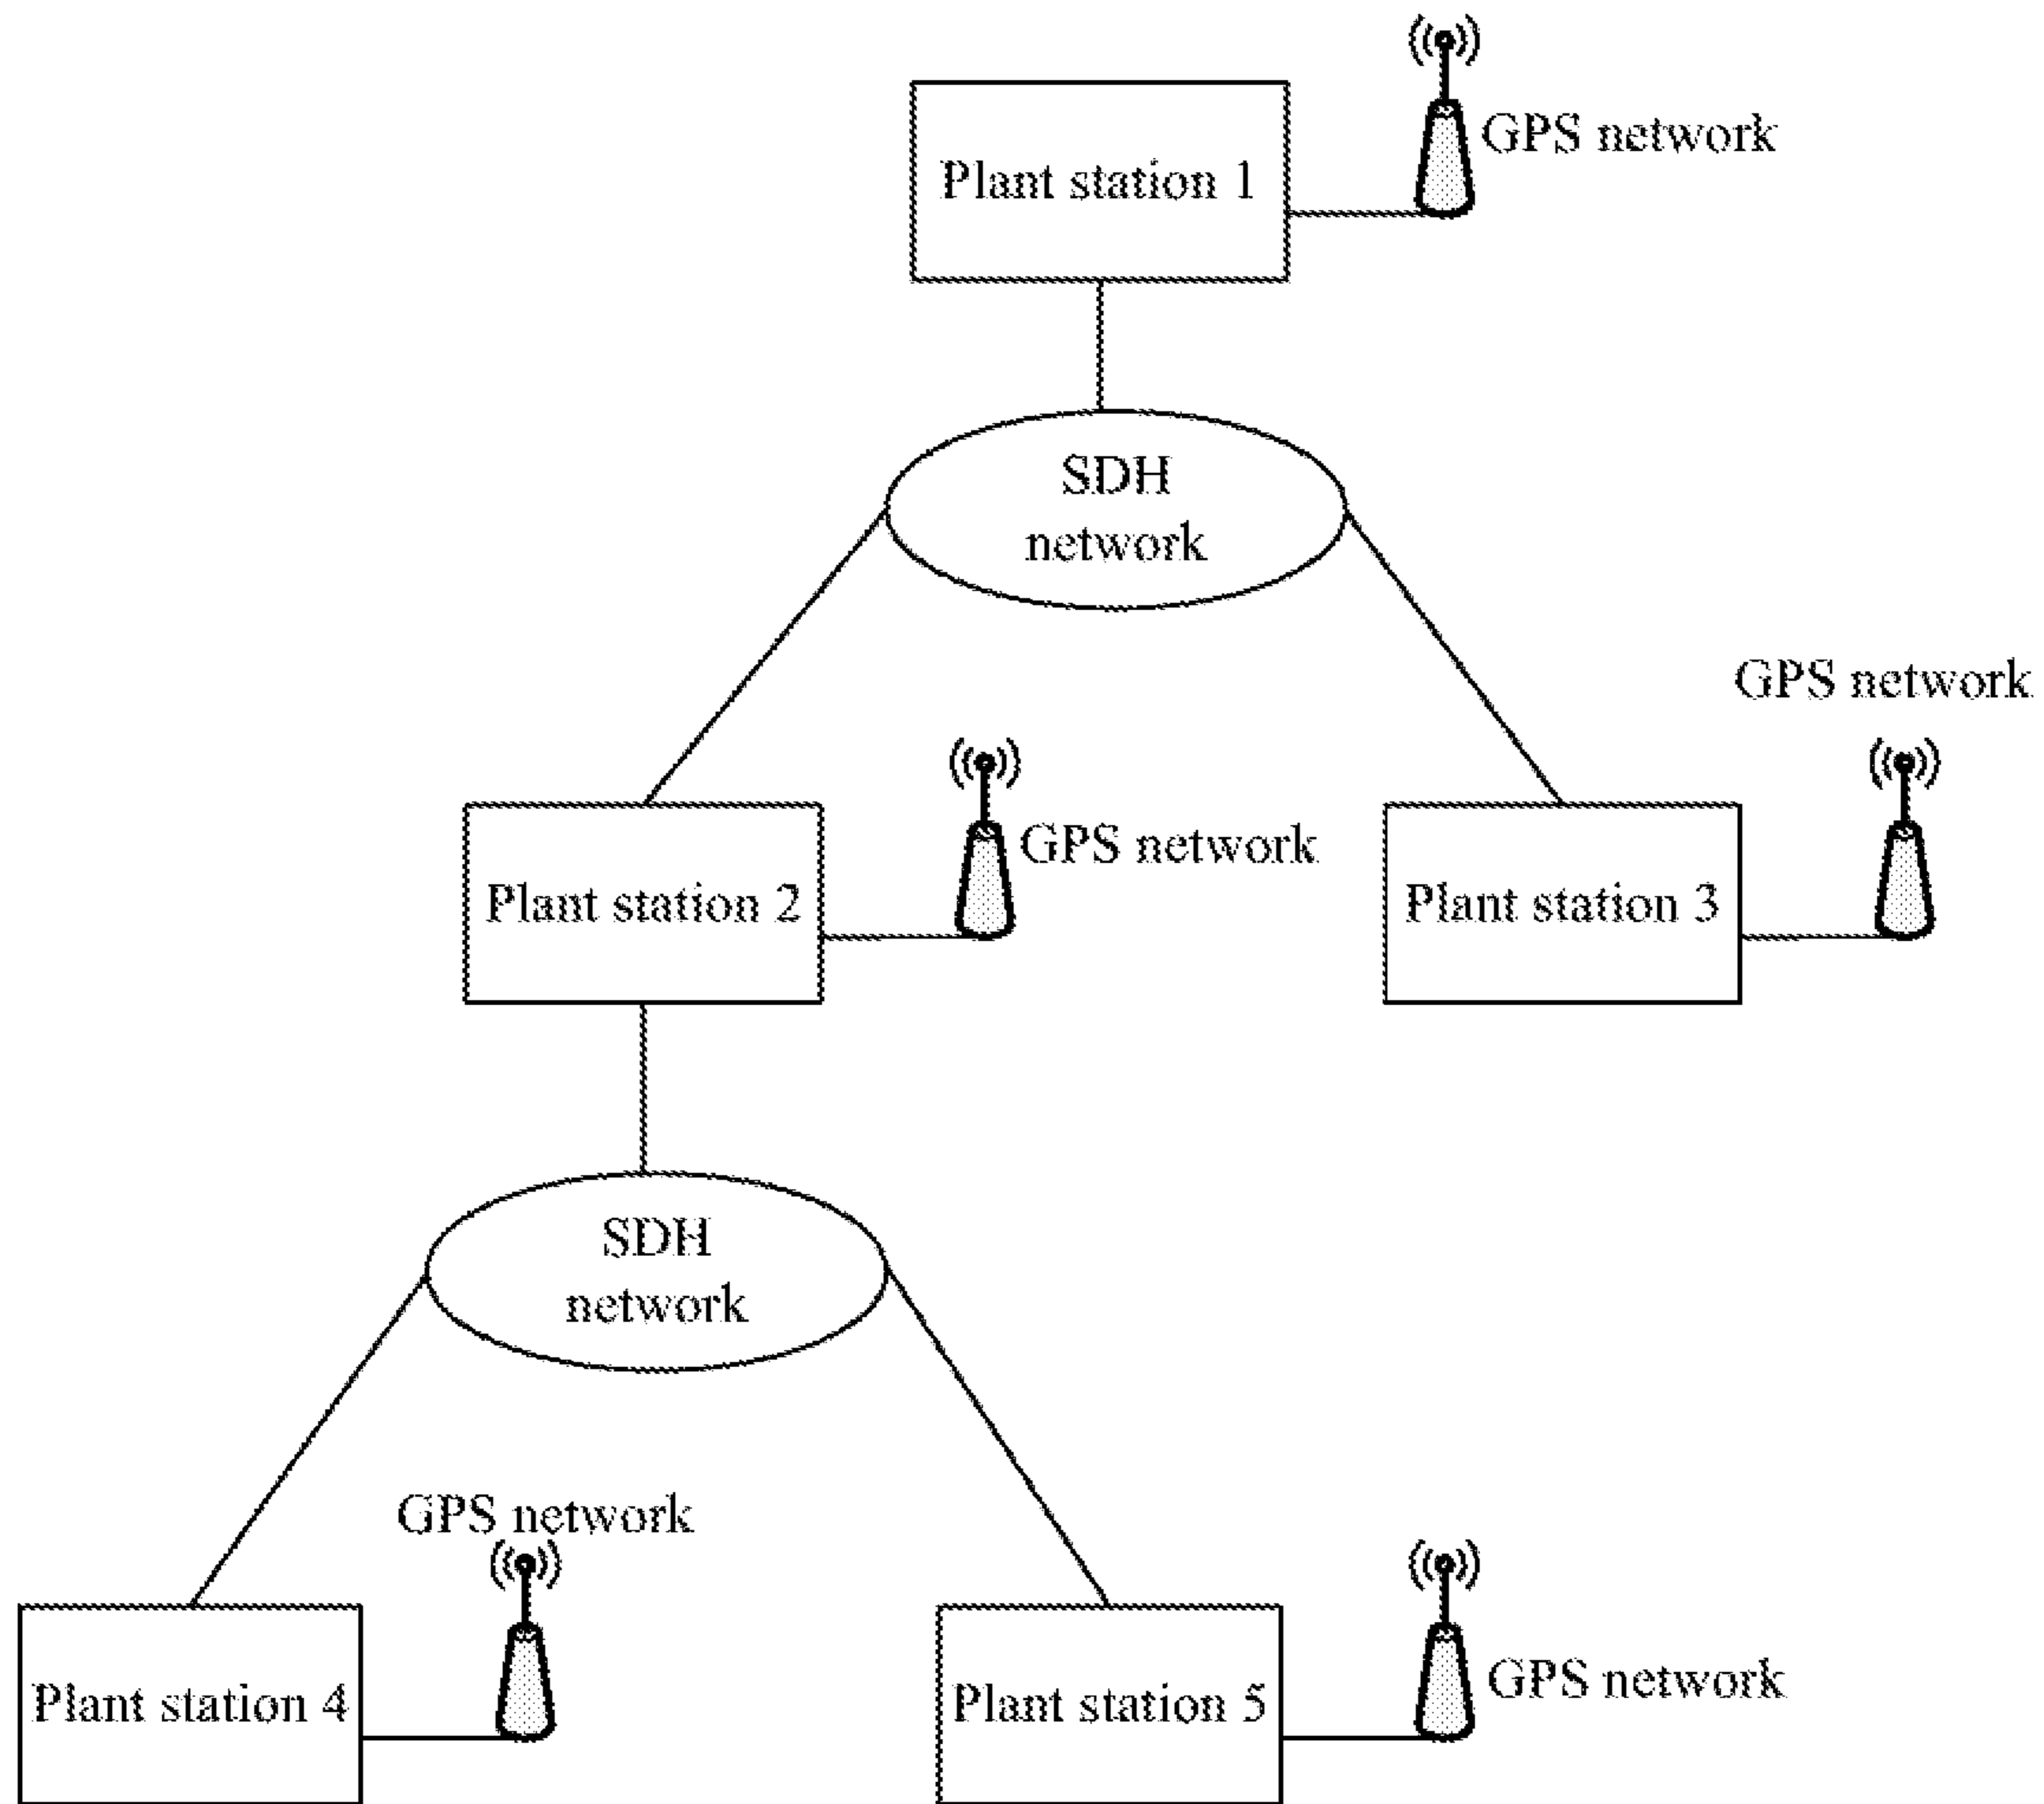 GPS network
Plant station 1
SDH
network
GPS network
GPS network
Plant station 2
Plant station 3
SDH
network
GPS network
GPS network
Plant station 4
Plant station 5